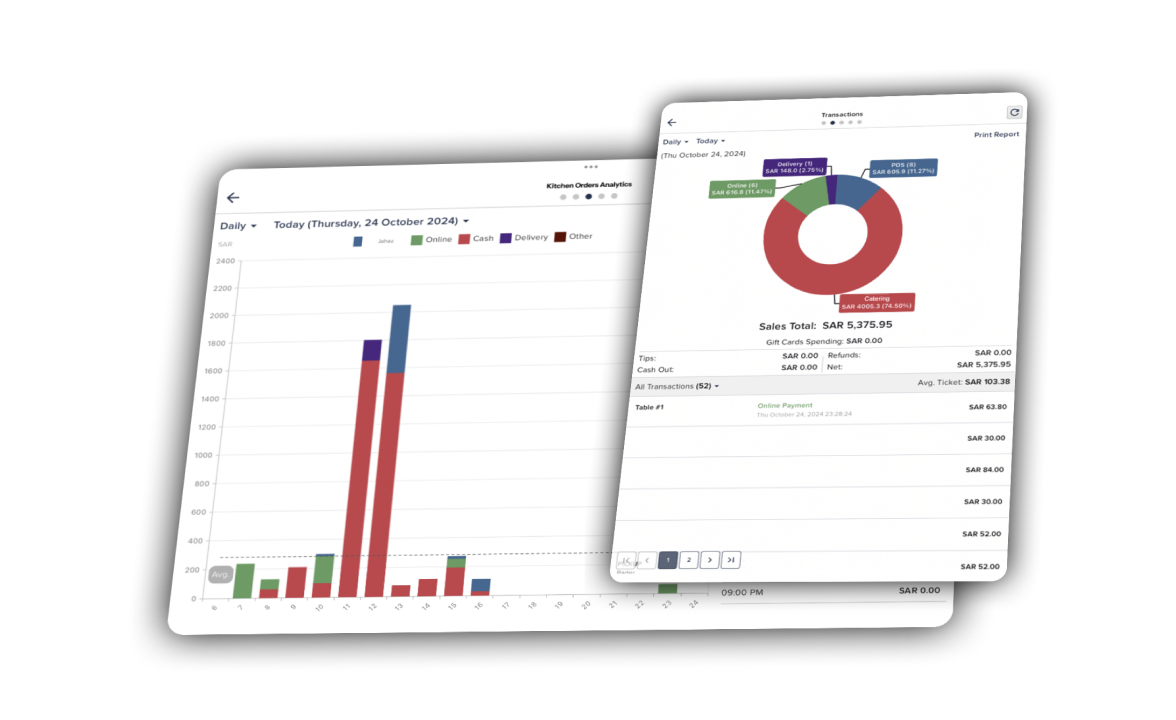 Kitchen Orders Analytics
Daily
Today (Thursday, 24 October 2024)
SAR
Online
Cash
Delivery
Other
2400
2200
2000
1800
1600
1400
1200
1000
800
600
400
200
0
Avg.
6
7
8
9
10
11
12
13
14
15
16
17
18
19
20
21
22
23
24
09:00 PM
SAR 0.00
Transactions
Daily
Today
Print Report
(Thu October 24, 2024)
Delivery (1)
SAR 148.0 (2.75%)
POS (8)
SAR 605.9 (11.27%)
Online (6)
SAR 616.8 (11.47%)
Catering
SAR 4005.3 (74.50%)
Sales Total: SAR 5,375.95
Gift Cards Spending: SAR 0.00
Tips: SAR 0.00
Refunds: SAR 0.00
Cash Out: SAR 0.00
Net: SAR 5,375.95
All Transactions (52)
Avg. Ticket: SAR 103.38
Table #1
Online Payment
SAR 63.80
Thu October 24, 2024 23:28:24
SAR 30.00
SAR 84.00
SAR 30.00
SAR 52.00
1
2
SAR 52.00